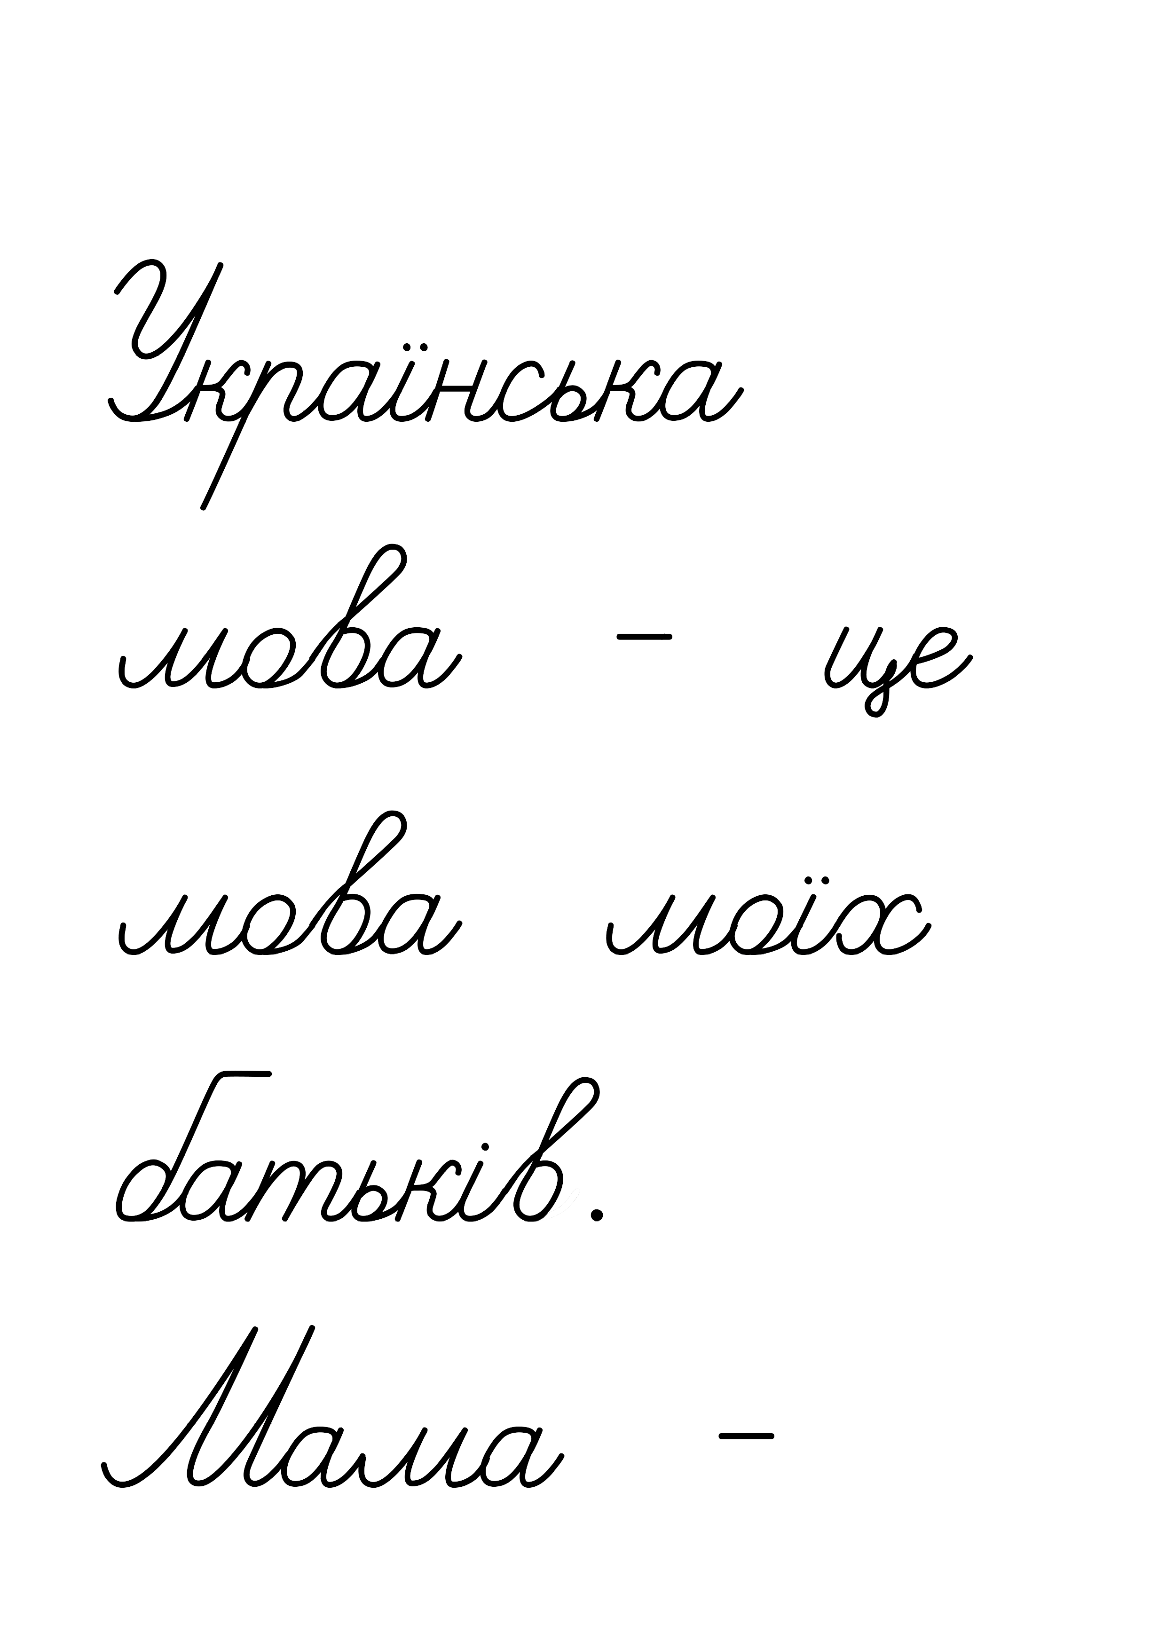 Українська
мова – це
мова моїх
батьків.
Мама –